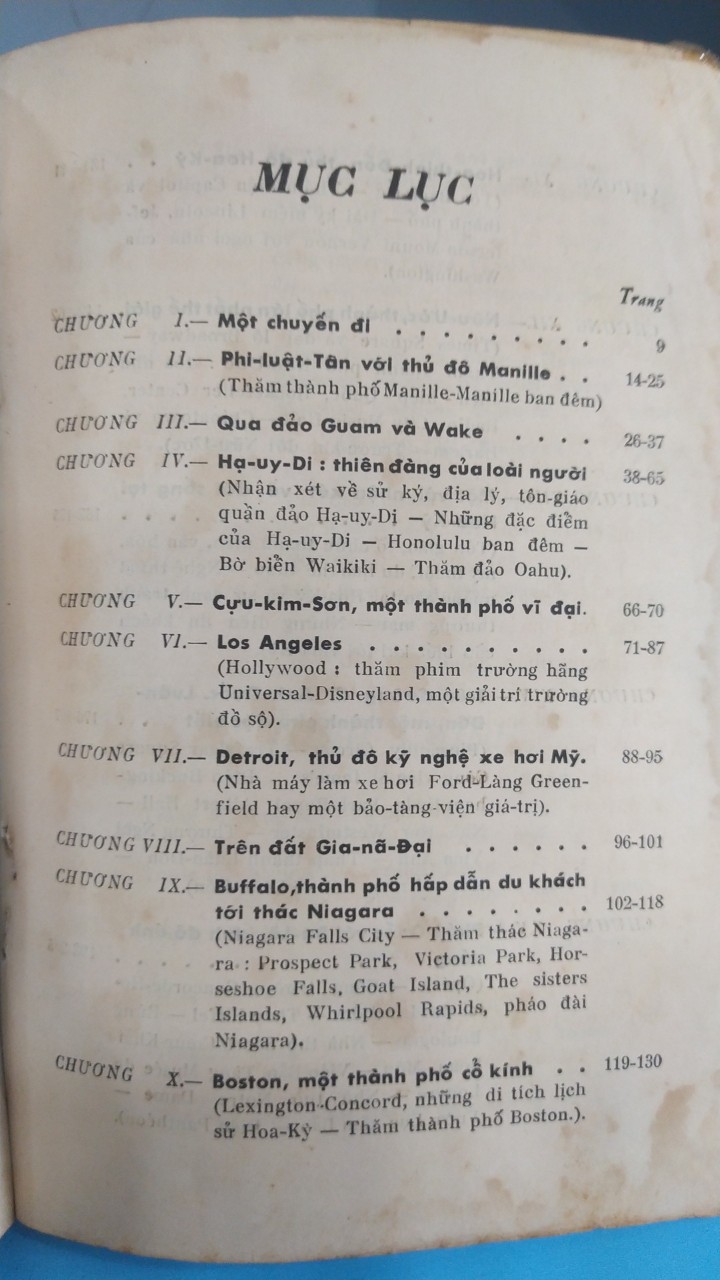 MỤC LỤC
Trang
CHƯƠNG I.— Một chuyến đi . . . . . . . . . 9
CHƯƠNG II.— Phi-luật-Tân với thủ đô Manille . . 14-25
(Thăm thành phố Manille-Manille ban đêm)
CHƯƠNG III.— Qua đảo Guam và Wake . . . . 26-37
CHƯƠNG IV.— Hạ-uy-Di : thiên đàng của loài người 38-65
(Nhận xét về sử ký, địa lý, tôn-giáo
quần đảo Hạ-uy-Di — Những đặc điểm
của Hạ-uy-Di — Honolulu ban đêm —
Bờ biển Waikiki — Thăm đảo Oahu).
CHƯƠNG V.— Cựu-kim-Sơn, một thành phố vĩ đại. 66-70
CHƯƠNG VI.— Los Angeles . . . . . . . . . . 71-87
(Hollywood : thăm phim trường hãng
Universal-Disneyland, một giải trí trường
đồ sộ).
CHƯƠNG VII.— Detroit, thủ đô kỹ nghệ xe hơi Mỹ. 88-95
(Nhà máy làm xe hơi Ford-Làng Green-
field hay một bảo-tàng-viện giá-trị).
CHƯƠNG VIII.— Trên đất Gia-nã-Đại . . . . . . 96-101
CHƯƠNG IX.— Buffalo,thành phố hấp dẫn du khách
tới thác Niagara . . . . . . . . 102-118
(Niagara Falls City — Thăm thác Niaga-
ra : Prospect Park, Victoria Park, Hor-
seshoe Falls, Goat Island, The sisters
Islands, Whirlpool Rapids, pháo đài
Niagara).
CHƯƠNG X.— Boston, một thành phố cổ kính . . 119-130
(Lexington-Concord, những di tích lịch
sử Hoa-Kỳ — Thăm thành phố Boston.).